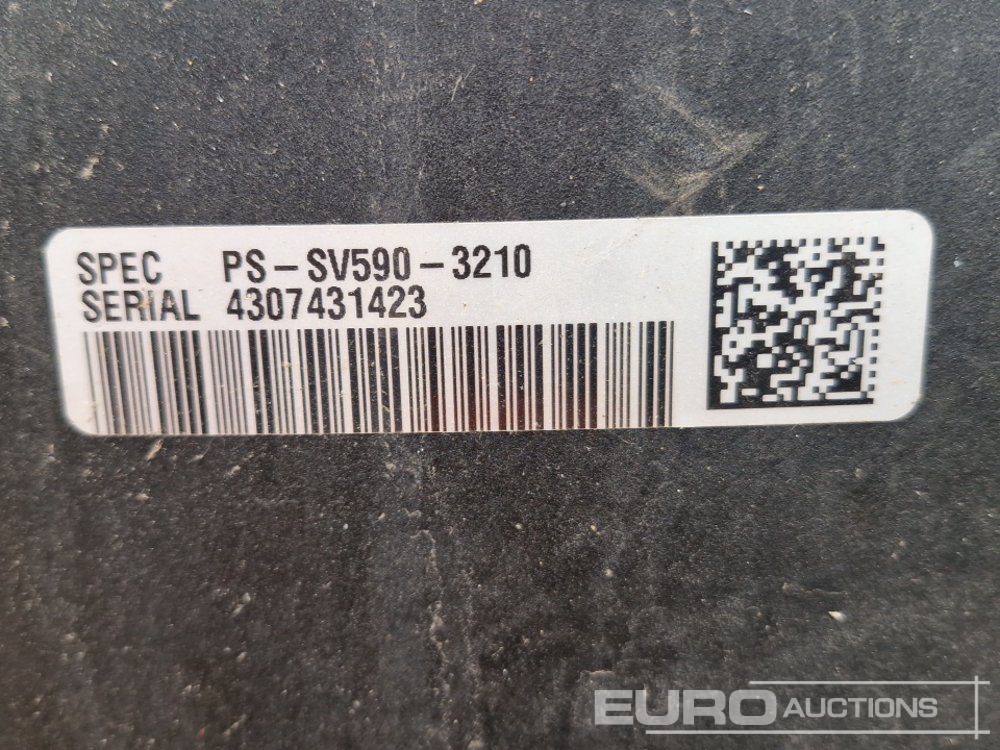 SPEC PS-SV590-3210
SERIAL 4307431423
EURO AUCTIONS